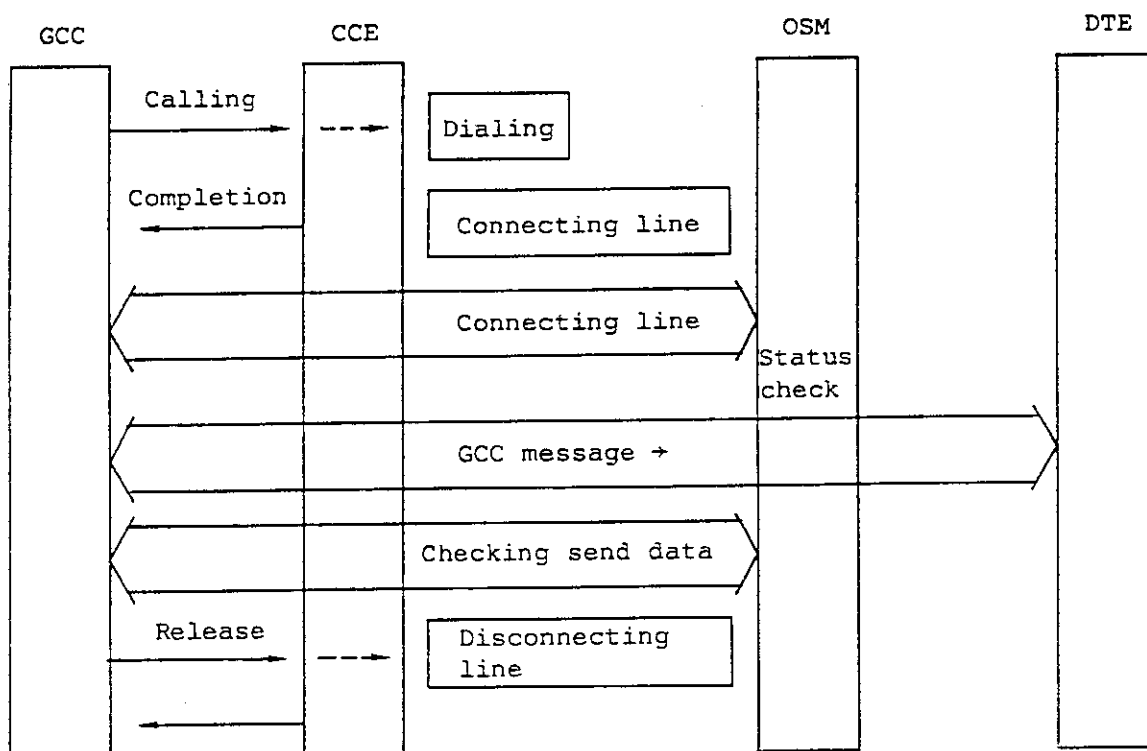 GCC CCE OSM DTE
Calling
Dialing
Completion
Connecting line
Connecting line
Status
check
GCC message →
Checking send data
Release
Disconnecting
line